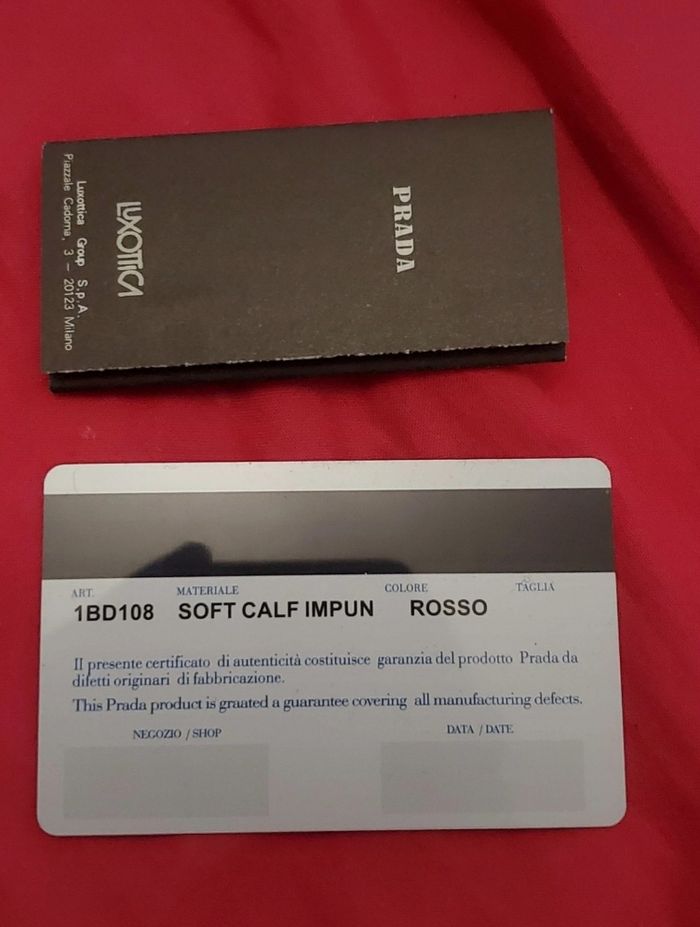 PRADA
LUXOTTICA
Luxottica Group S.p.A.
Piazzale Cadorna, 3 - 20123 Milano
ART. MATERIALE COLORE TAGLIA
1BD108 SOFT CALF IMPUN ROSSO
Il presente certificato di autenticità costituisce garanzia del prodotto Prada da
difetti originari di fabbricazione.
This Prada product is graated a guarantee covering all manufacturing defects.
NEGOZIO / SHOP DATA / DATE